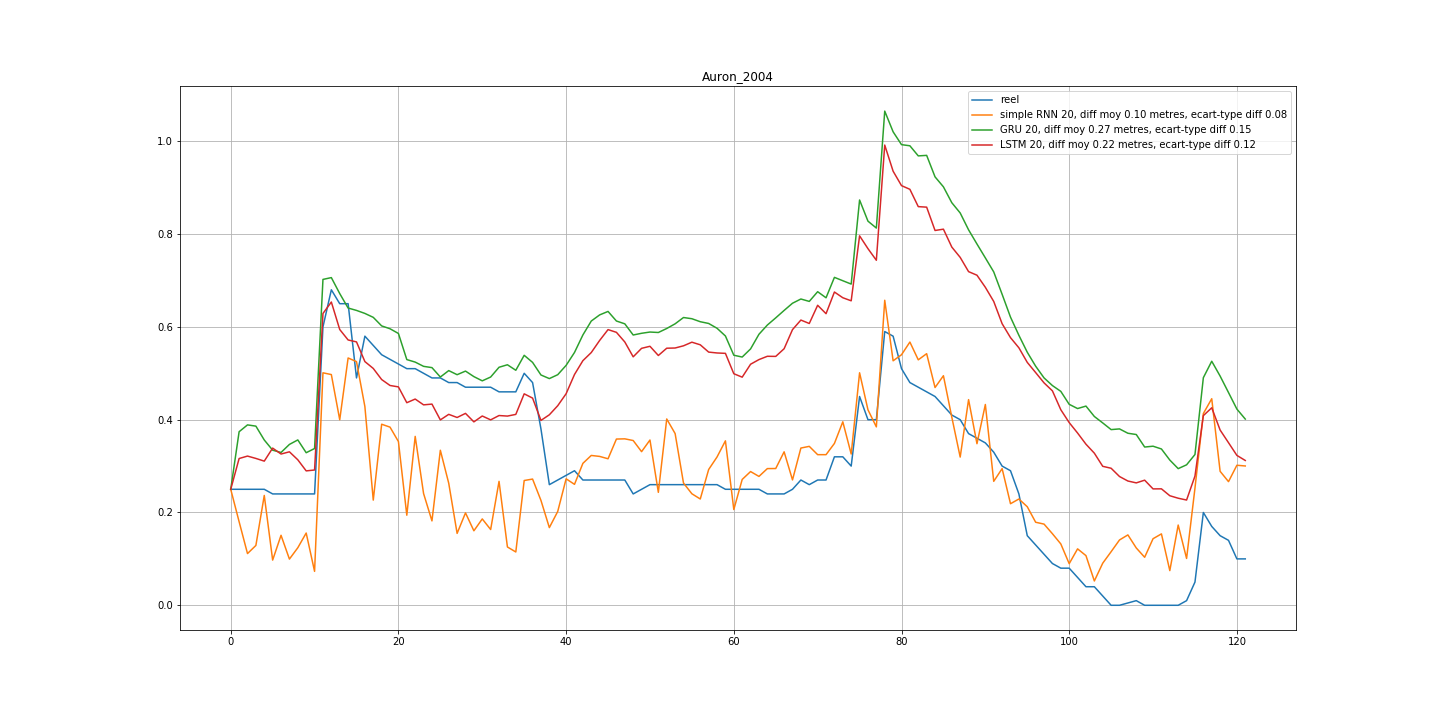 Auron_2004
reel
simple RNN 20, diff moy 0.10 metres, ecart-type diff 0.08
GRU 20, diff moy 0.27 metres, ecart-type diff 0.15
LSTM 20, diff moy 0.22 metres, ecart-type diff 0.12
1.0
0.8
0.6
0.4
0.2
0.0
0 20 40 60 80 100 120